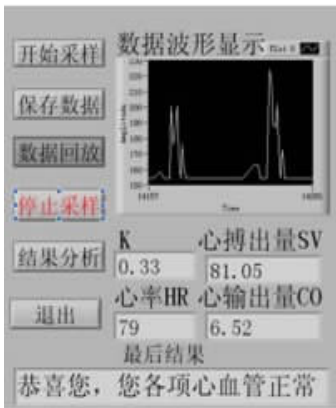 数据波形显示
Plot 0
开始采样
保存数据
数据回放
停止采样
结果分析
退出
Time
K
心搏出量SV
0.33
81.05
心率HR
心输出量CO
79
6.52
最后结果
恭喜您，您各项心血管正常